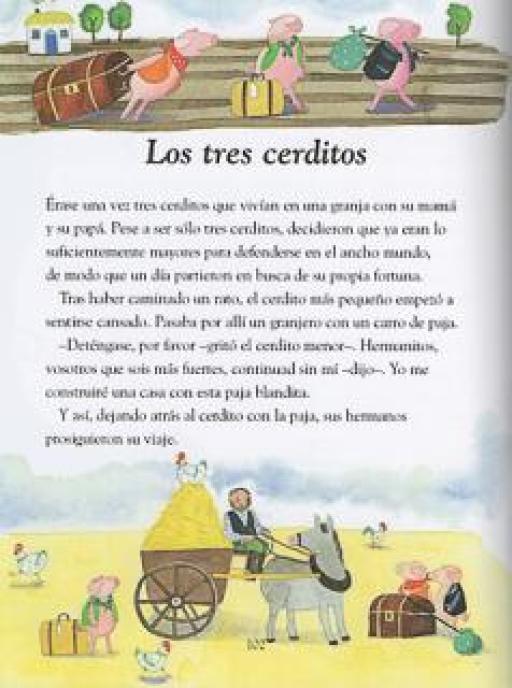 Los tres cerditos
Érase una vez tres cerditos que vivían en una granja con su mamá
y su papá. Pese a ser sólo tres cerditos, decidieron que ya eran lo
suficientemente mayores para defenderse en el ancho mundo,
de modo que un día partieron en busca de su propia fortuna.
Tras haber caminado un rato, el cerdito más pequeño empezó a
sentirse cansado. Pasaba por allí un granjero con un carro de paja.
–Deténgase, por favor –gritó el cerdito menor–. Hermanitos,
vosotros que sois más fuertes, continuad sin mí –dijo–. Yo me
construiré una casa con esta paja blandita.
Y así, dejando atrás al cerdito con la paja, sus hermanos
prosiguieron su viaje.